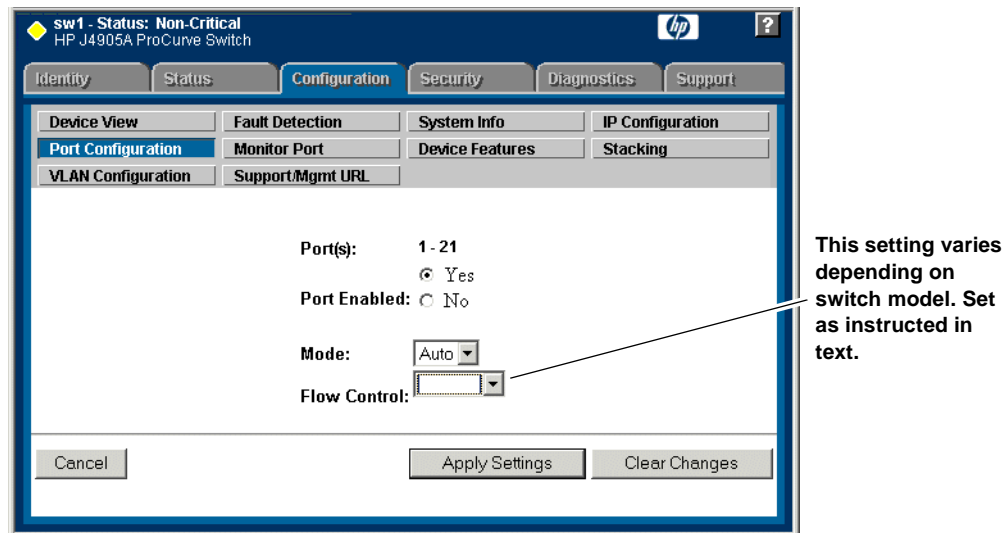 sw1 - Status: Non-Critical
HP J4905A ProCurve Switch
hp
?
Identity Status Configuration Security Diagnostics Support
Device View Fault Detection System Info IP Configuration
Port Configuration Monitor Port Device Features Stacking
VLAN Configuration Support/Mgmt URL
Port(s): 1 - 21
Yes
Port Enabled: No
Mode: Auto
Flow Control:
Cancel Apply Settings Clear Changes
This setting varies
depending on
switch model. Set
as instructed in
text.